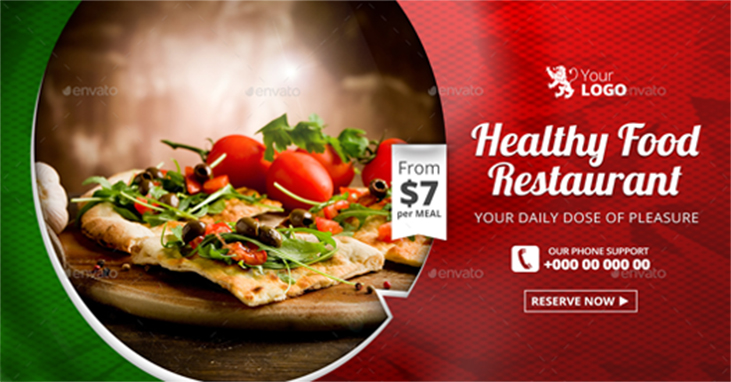 envato
envato
envato
envato
Your
LOGO
Healthy Food
Restaurant
From
$7
per MEAL
YOUR DAILY DOSE OF PLEASURE
envato
envato
envato
OUR PHONE SUPPORT
+000 00 000 00
RESERVE NOW